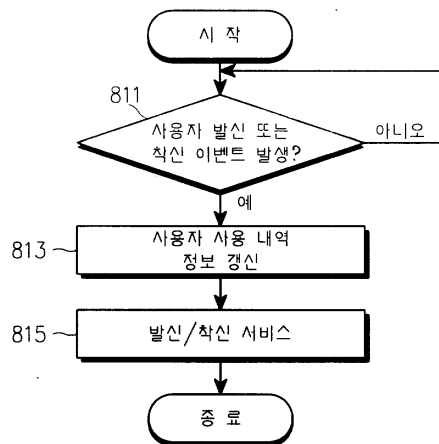 시 작
811
사용자 발신 또는
착신 이벤트 발생?
아니오
예
813
사용자 사용 내역
정보 갱신
815
발신/착신 서비스
종 료